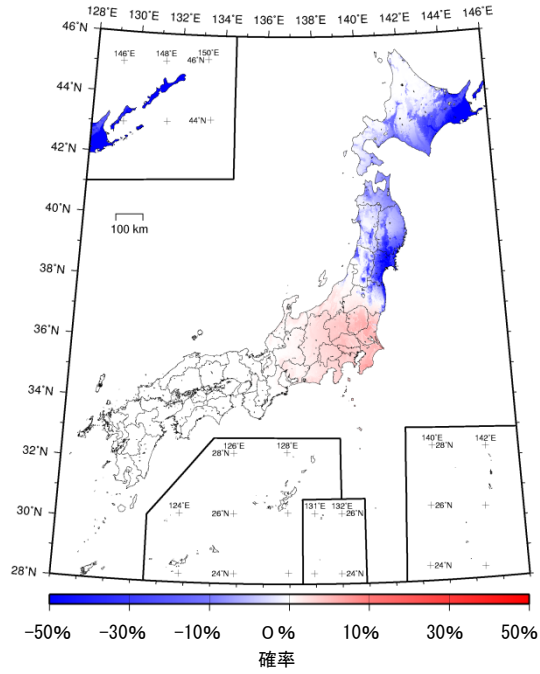 128˚E 130˚E 132˚E 134˚E 136˚E 138˚E 140˚E 142˚E 144˚E 146˚E
46˚N
146˚E 148˚E 150˚E
46˚N
44˚N
44˚N
42˚N
40˚N
100 km
38˚N
36˚N
34˚N
32˚N
126˚E 128˚E
28˚N
140˚E 142˚E
28˚N
124˚E
131˚E 132˚E
30˚N
26˚N
26˚N
26˚N
28˚N
24˚N
24˚N
24˚N
-50% -30% -10% 0% 10% 30% 50%
確率